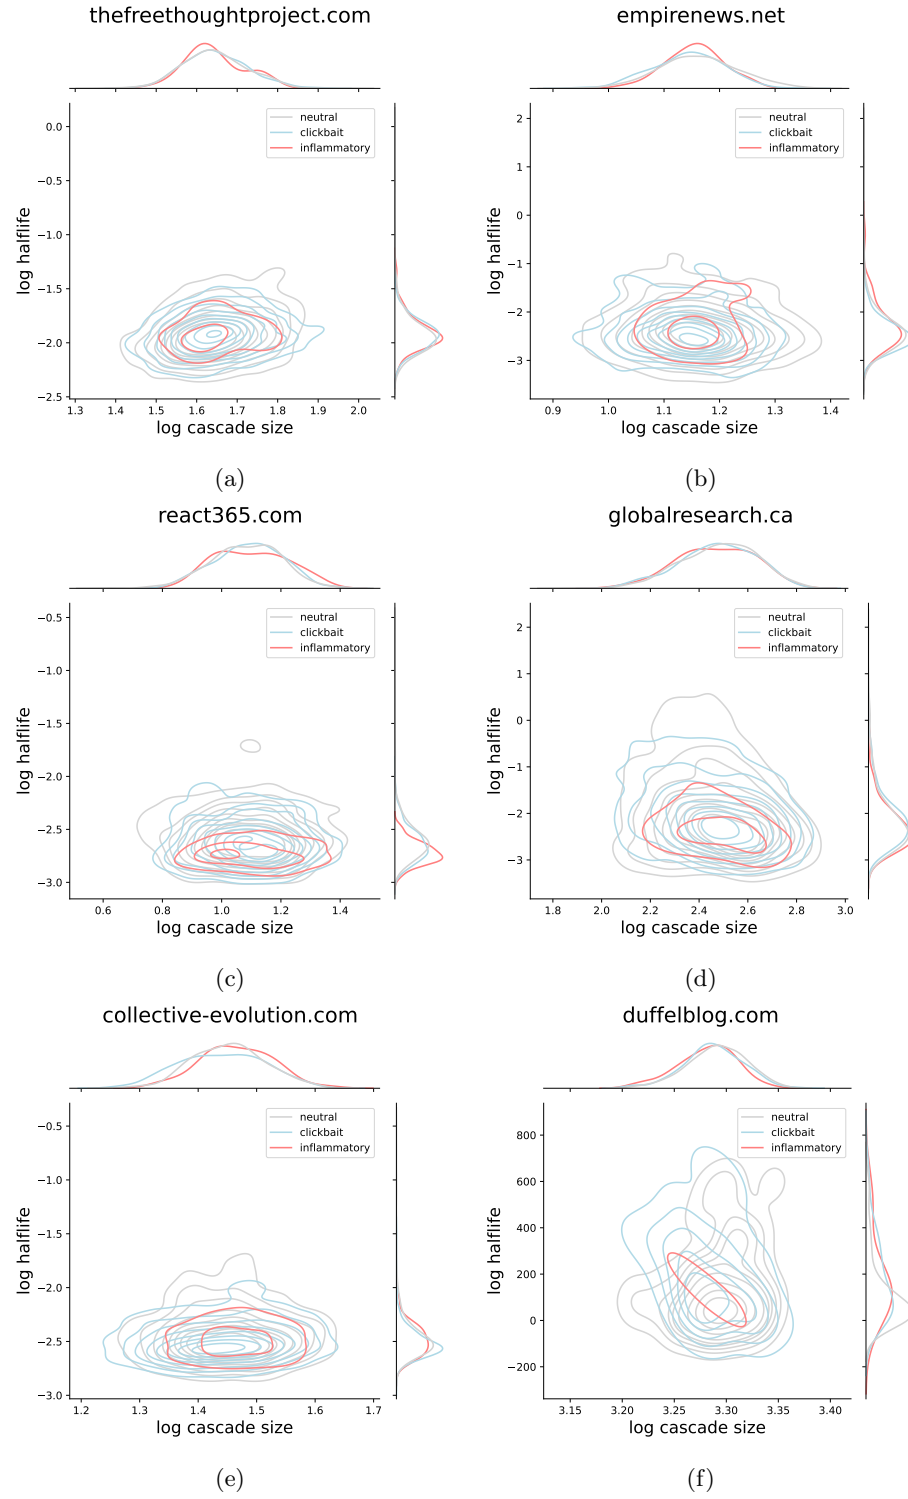 thefreethoughtproject.com
neutral
clickbait
inflammatory
log halflife
0.0
−0.5
−1.0
−1.5
−2.0
−2.5
1.3 1.4 1.5 1.6 1.7 1.8 1.9 2.0
log cascade size
(a)
empirenews.net
neutral
clickbait
inflammatory
log halflife
2
1
0
−1
−2
−3
0.9 1.0 1.1 1.2 1.3 1.4
log cascade size
(b)
react365.com
neutral
clickbait
inflammatory
log halflife
−0.5
−1.0
−1.5
−2.0
−2.5
−3.0
0.6 0.8 1.0 1.2 1.4
log cascade size
(c)
globalresearch.ca
neutral
clickbait
inflammatory
log halflife
2
1
0
−1
−2
−3
1.8 2.0 2.2 2.4 2.6 2.8 3.0
log cascade size
(d)
collective-evolution.com
neutral
clickbait
inflammatory
log halflife
−0.5
−1.0
−1.5
−2.0
−2.5
−3.0
1.2 1.3 1.4 1.5 1.6 1.7
log cascade size
(e)
duffelblog.com
neutral
clickbait
inflammatory
log halflife
800
600
400
200
0
−200
3.15 3.20 3.25 3.30 3.35 3.40
log cascade size
(f)